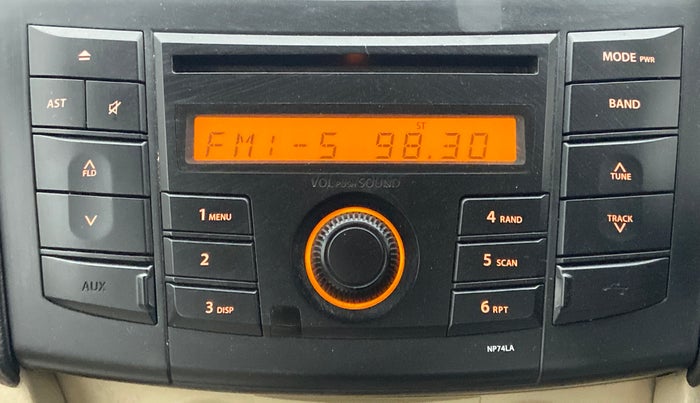 MODE PWR
AST
BAND
ST
FM1-5 98.30
FLD
VOL PUSH SOUND
TUNE
1 MENU
4 RAND
TRACK
2
5 SCAN
AUX
3 DISP
6 RPT
NP74LA